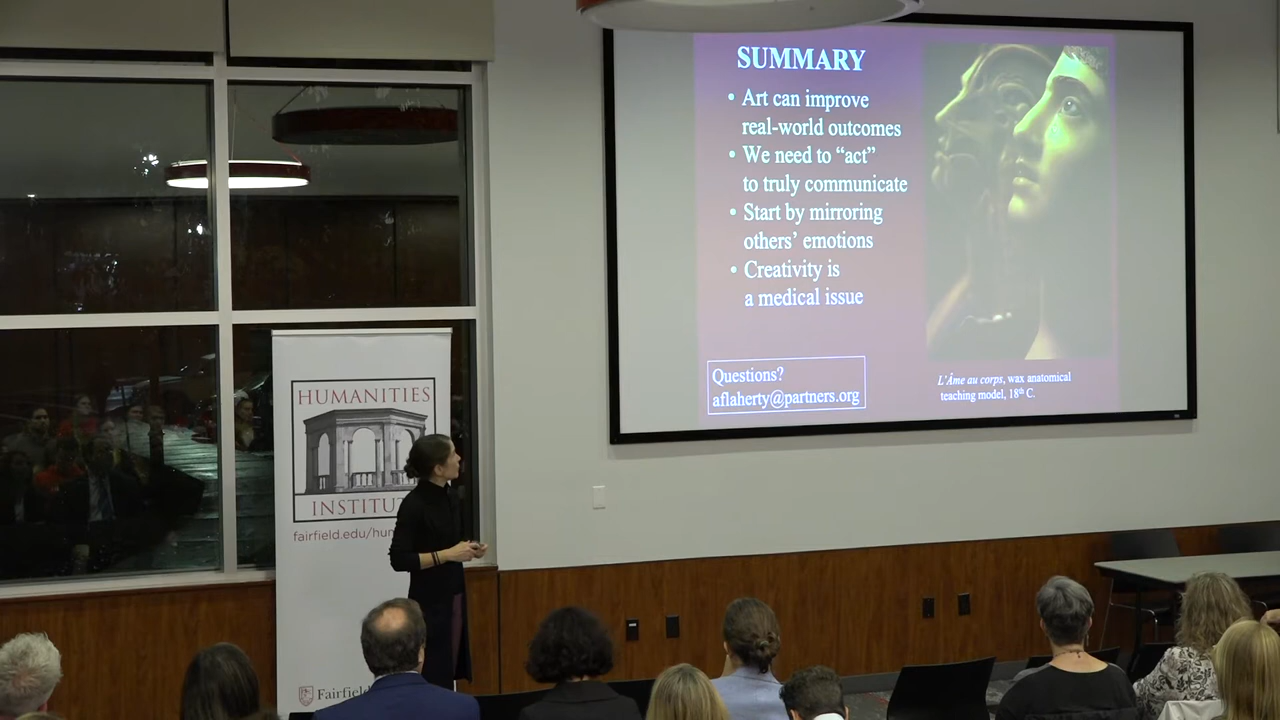 SUMMARY
• Art can improve
real-world outcomes
• We need to “act”
to truly communicate
• Start by mirroring
others’ emotions
• Creativity is
a medical issue
Questions?
aflaherty@partners.org
L’Âme au corps, wax anatomical
teaching model, 18th C.
HUMANITIES
INSTITU
fairfield.edu/hu
Fairfield